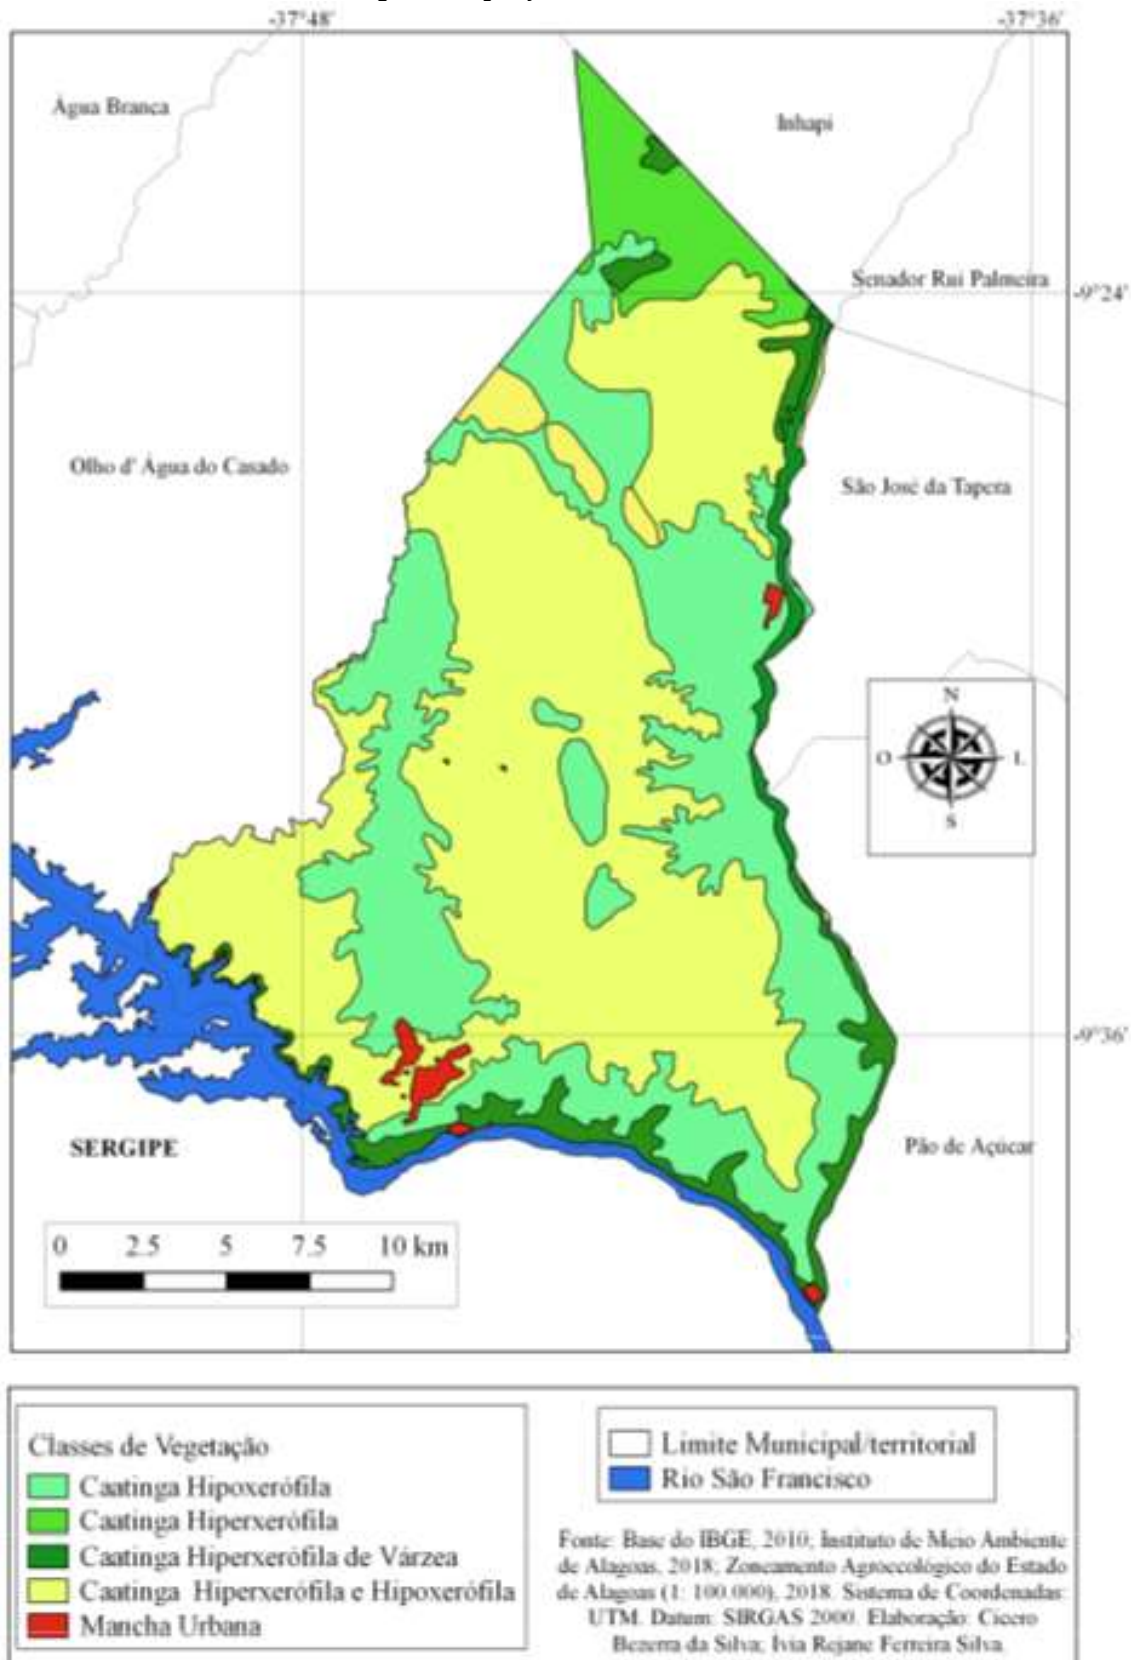 -37°48'
-37°36'
Água Branca
Inhapi
Senador Rui Palmeira
-9°24'
Olho d' Água do Casado
São José da Tapera
N
O
L
S
-9°36'
SERGIPE
Pão de Açúcar
0 2.5 5 7.5 10 km
Classes de Vegetação
Caatinga Hipoxerófila
Caatinga Hiperxerófila
Caatinga Hiperxerófila de Várzea
Caatinga Hiperxerófila e Hipoxerófila
Mancha Urbana
Limite Municipal/territorial
Rio São Francisco
Fonte: Base do IBGE, 2010; Instituto de Meio Ambiente
de Alagoas, 2018; Zoneamento Agroecológico do Estado
de Alagoas (1: 100.000), 2018. Sistema de Coordenadas:
UTM. Datum: SIRGAS 2000. Elaboração: Cicero
Bezerra da Silva; Ívia Rejane Ferreira Silva.